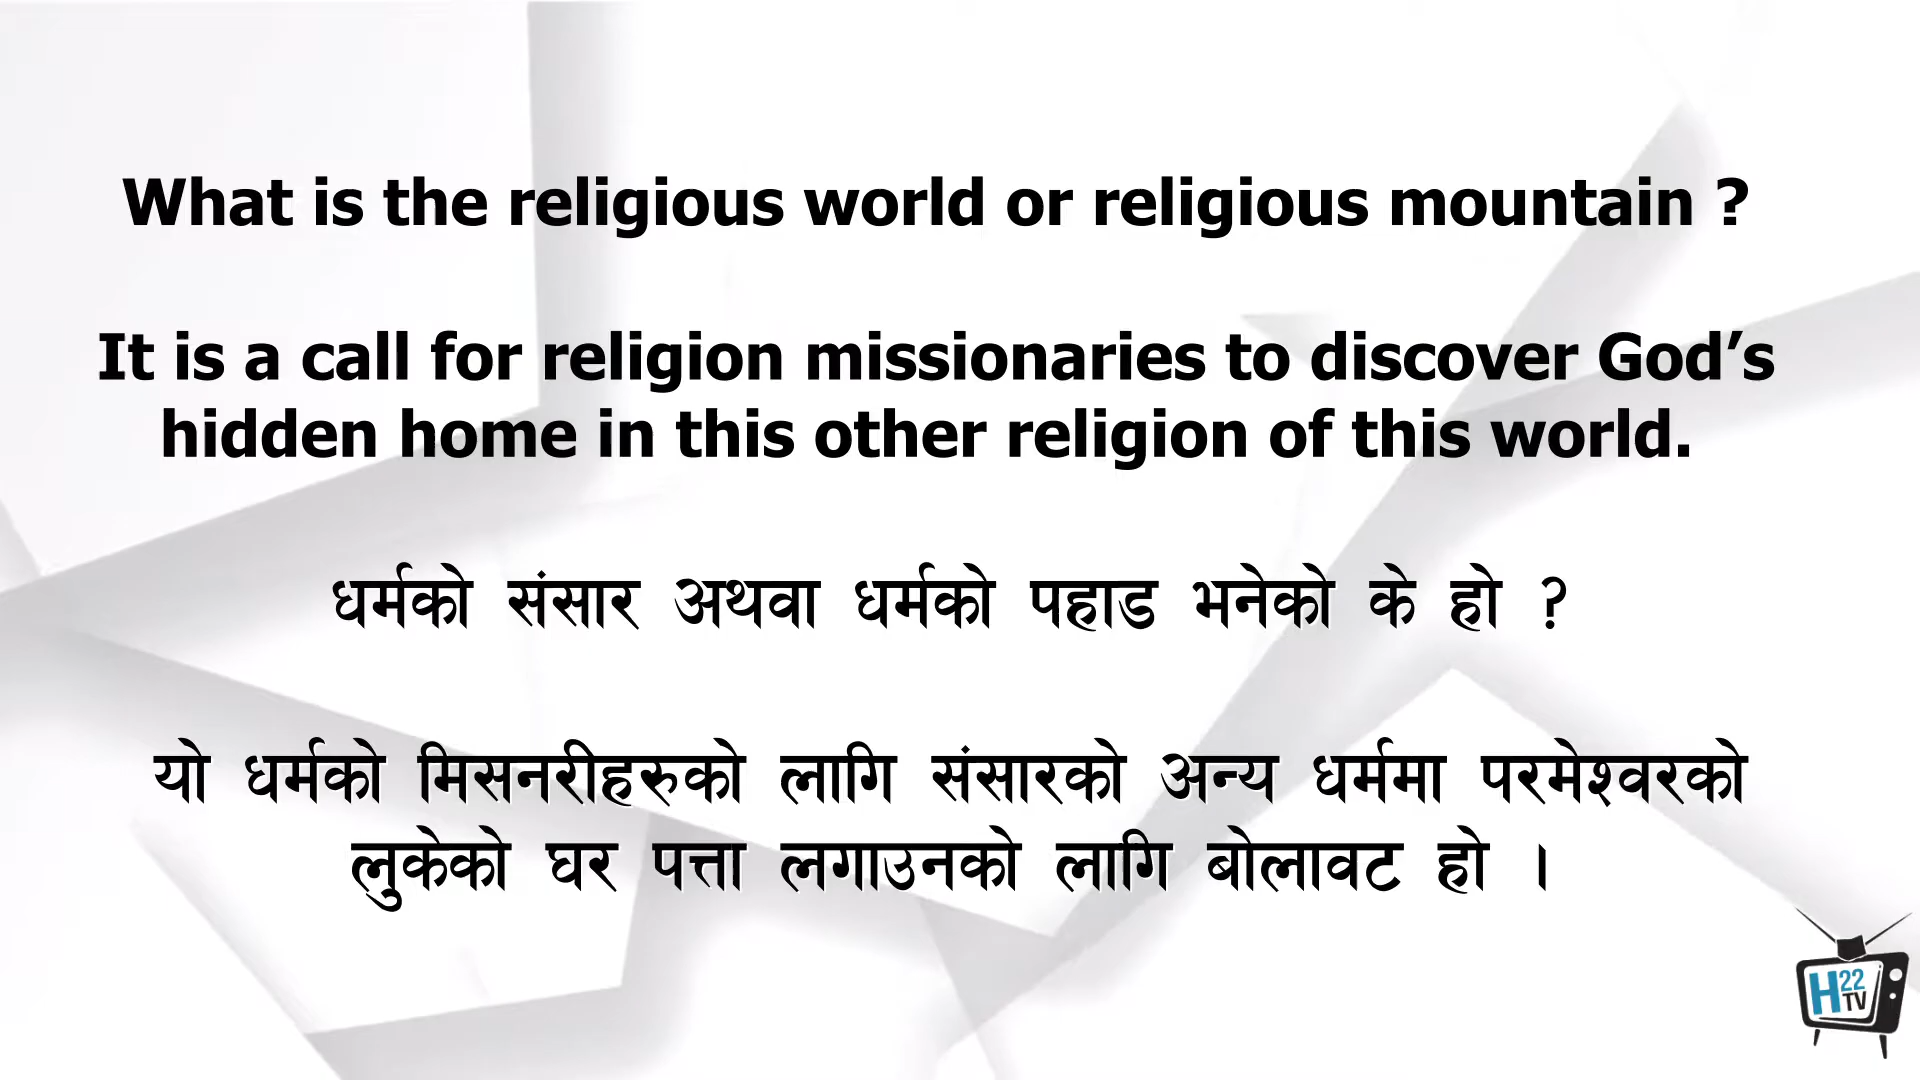 What is the religious world or religious mountain ?
It is a call for religion missionaries to discover God’s
hidden home in this other religion of this world.
धर्मको संसार अथवा धर्मको पहाड भनेको के हो ?
यो धर्मको मिसनरीहरुको लागि संसारको अन्य धर्ममा परमेश्वरको
लुकेको घर पत्ता लगाउनको लागि बोलावट हो ।
H22
TV